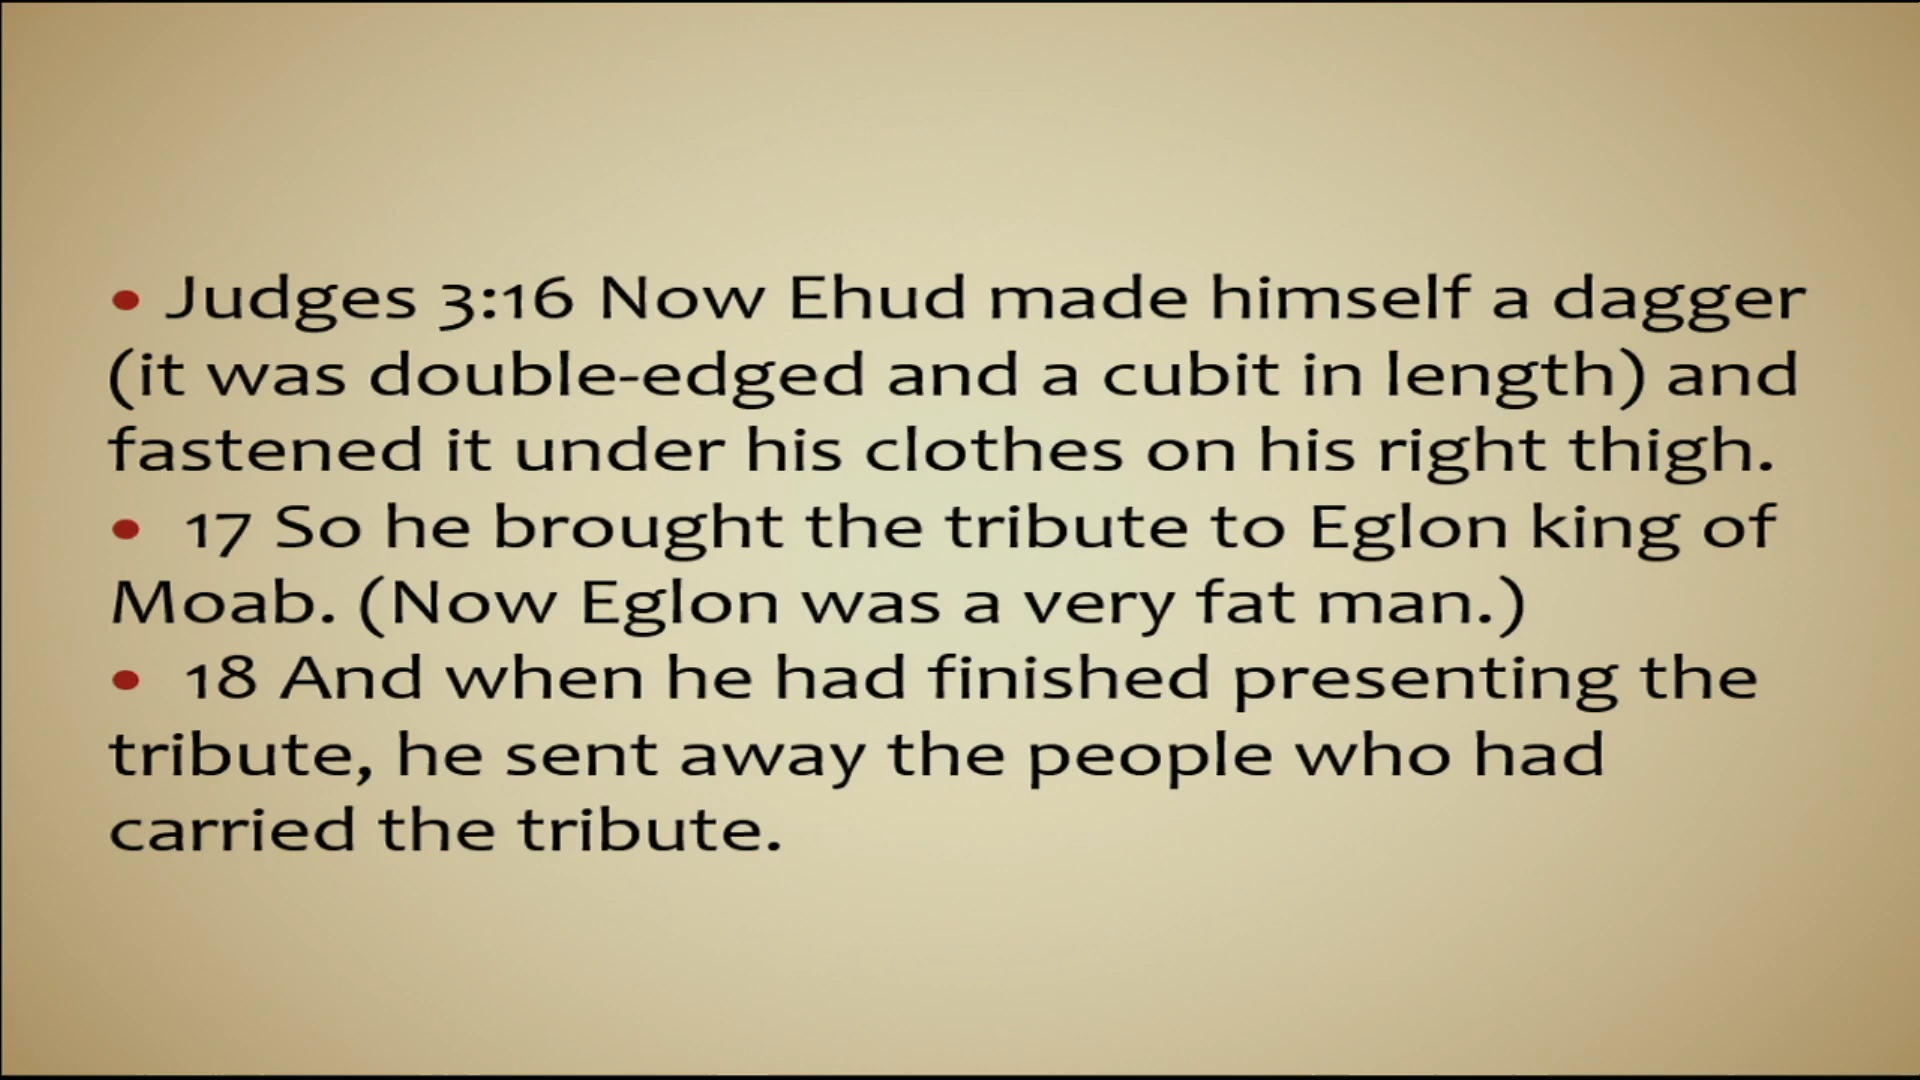 • Judges 3:16 Now Ehud made himself a dagger
(it was double-edged and a cubit in length) and
fastened it under his clothes on his right thigh.
• 17 So he brought the tribute to Eglon king of
Moab. (Now Eglon was a very fat man.)
• 18 And when he had finished presenting the
tribute, he sent away the people who had
carried the tribute.